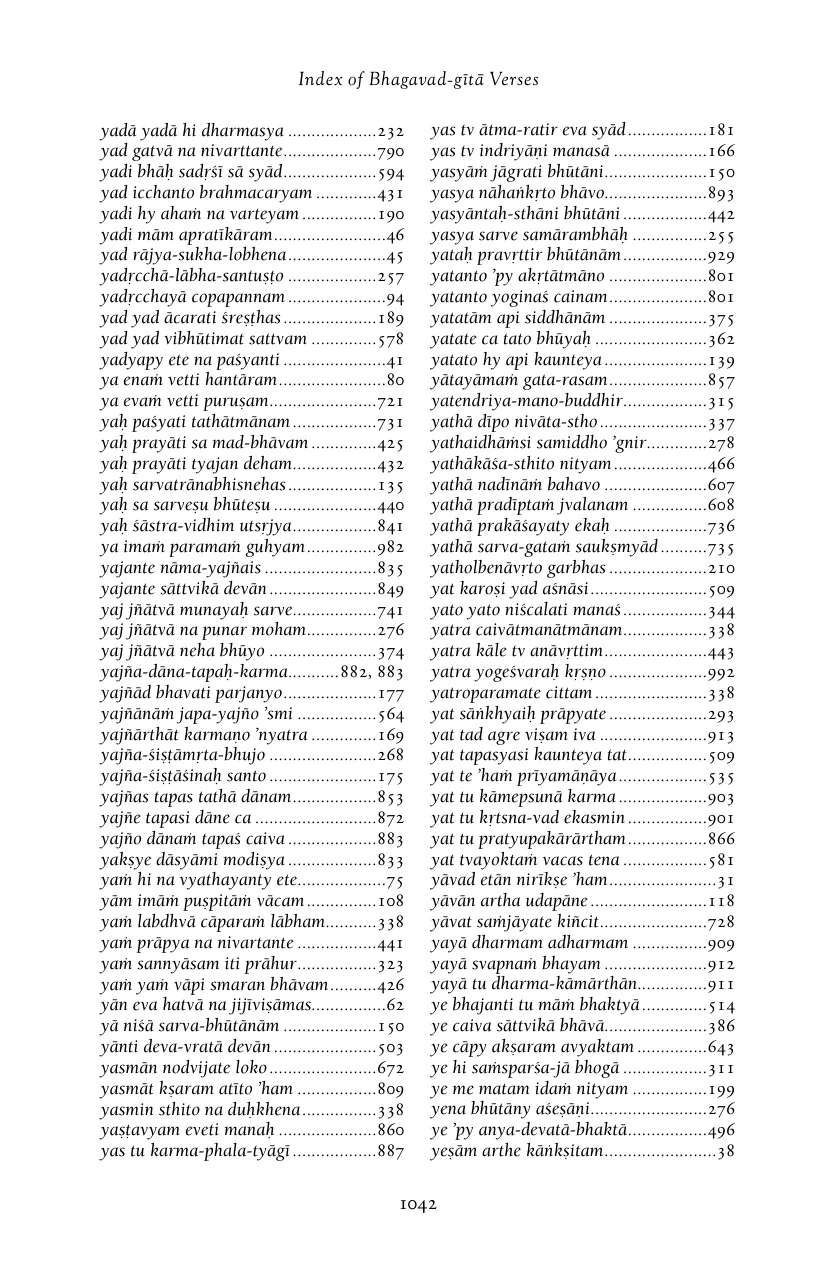 Index of Bhagavad-gītā Verses
yadā yadā hi dharmasya ...................232
yad gatvā na nivarttante....................790
yadi bhāḥ sadṛśī sā syād....................594
yad icchanto brahmacaryam .............431
yadi hy ahaṁ na varteyam ................190
yadi mām apratīkāram........................46
yad rājya-sukha-lobhena.....................45
yadṛcchā-lābha-santuṣṭo ...................257
yadṛcchayā copapannam .....................94
yad yad ācarati śreṣṭhas ....................189
yad yad vibhūtimat sattvam ..............578
yadyapy ete na paśyanti .....................41
ya enaṁ vetti hantāram.......................80
ya evaṁ vetti puruṣam.......................721
yaḥ paśyati tathātmānam ..................731
yaḥ prayāti sa mad-bhāvam ..............425
yaḥ prayāti tyajan deham..................432
yaḥ sarvatrānabhisnehas ...................135
yaḥ sa sarveṣu bhūteṣu ......................440
yaḥ śāstra-vidhim utsṛjya..................841
ya imaṁ paramaṁ guhyam...............982
yajante nāma-yajñais ........................835
yajante sāttvikā devān .......................849
yaj jñātvā munayaḥ sarve..................741
yaj jñātvā na punar moham...............276
yaj jñātvā neha bhūyo .......................374
yajña-dāna-tapaḥ-karma...........882, 883
yajñād bhavati parjanyo....................177
yajñānāṁ japa-yajño ’smi .................564
yajñārthāt karmaṇo ’nyatra ..............169
yajña-śiṣṭāmṛta-bhujo .......................268
yajña-śiṣṭāśinaḥ santo .......................175
yajñas tapas tathā dānam..................853
yajñe tapasi dāne ca ..........................872
yajño dānaṁ tapaś caiva ...................883
yakṣye dāsyāmi modiṣya ...................833
yaṁ hi na vyathayanty ete...................75
yām imāṁ puṣpitāṁ vācam ...............108
yaṁ labdhvā cāparaṁ lābham...........338
yaṁ prāpya na nivartante .................441
yaṁ sannyāsam iti prāhur.................323
yaṁ yaṁ vāpi smaran bhāvam..........426
yān eva hatvā na jijīviṣāmas................62
yā niśā sarva-bhūtānām ....................150
yānti deva-vratā devān ......................503
yasmān nodvijate loko .......................672
yasmāt kṣaram atīto ’ham .................809
yasmin sthito na duḥkhena................338
yaṣṭavyam eveti manaḥ .....................860
yas tu karma-phala-tyāgī ..................887
yas tv ātma-ratir eva syād.................181
yas tv indriyāṇi manasā ....................166
yasyāṁ jāgrati bhūtāni......................150
yasya nāhaṅkṛto bhāvo......................893
yasyāntaḥ-sthāni bhūtāni ..................442
yasya sarve samārambhāḥ .................255
yataḥ pravṛttir bhūtānām..................929
yatanto ’py akṛtātmāno .....................801
yatanto yoginaś cainam.....................801
yatatām api siddhānām .....................375
yatate ca tato bhūyaḥ ........................362
yatato hy api kaunteya ......................139
yātayāmaṁ gata-rasam.....................857
yatendriya-mano-buddhir..................315
yathā dīpo nivāta-stho .......................337
yathaidhāṁsi samiddho ’gnir.............278
yathākāśa-sthito nityam ....................466
yathā nadīnāṁ bahavo ......................607
yathā pradīptaṁ jvalanam ................608
yathā prakāśayaty ekaḥ ....................736
yathā sarva-gataṁ saukṣmyād..........735
yatholbenāvṛto garbhas .....................210
yat karoṣi yad aśnāsi .........................509
yato yato niścalati manaś ..................344
yatra caivātmanātmānam..................338
yatra kāle tv anāvṛttim......................443
yatra yogeśvaraḥ kṛṣṇo .....................992
yatroparamate cittam ........................338
yat sāṅkhyaiḥ prāpyate .....................293
yat tad agre viṣam iva .......................913
yat tapasyasi kaunteya tat.................509
yat te ’haṁ prīyamāṇāya...................535
yat tu kāmepsunā karma ...................903
yat tu kṛtsna-vad ekasmin .................901
yat tu pratyupakārārtham.................866
yat tvayoktaṁ vacas tena ..................581
yāvad etān nirīkṣe ’ham.......................31
yāvān artha udapāne .........................118
yāvat saṁjāyate kiñcit.......................728
yayā dharmam adharmam ................909
yayā svapnaṁ bhayam ......................912
yayā tu dharma-kāmārthān...............911
ye bhajanti tu māṁ bhaktyā..............514
ye caiva sāttvikā bhāvā......................386
ye cāpy akṣaram avyaktam ...............643
ye hi saṁsparśa-jā bhogā ..................311
ye me matam idaṁ nityam ................199
yena bhūtāny aśeṣāṇi.........................276
ye ’py anya-devatā-bhaktā.................496
yeṣām arthe kāṅkṣitam........................38
1042